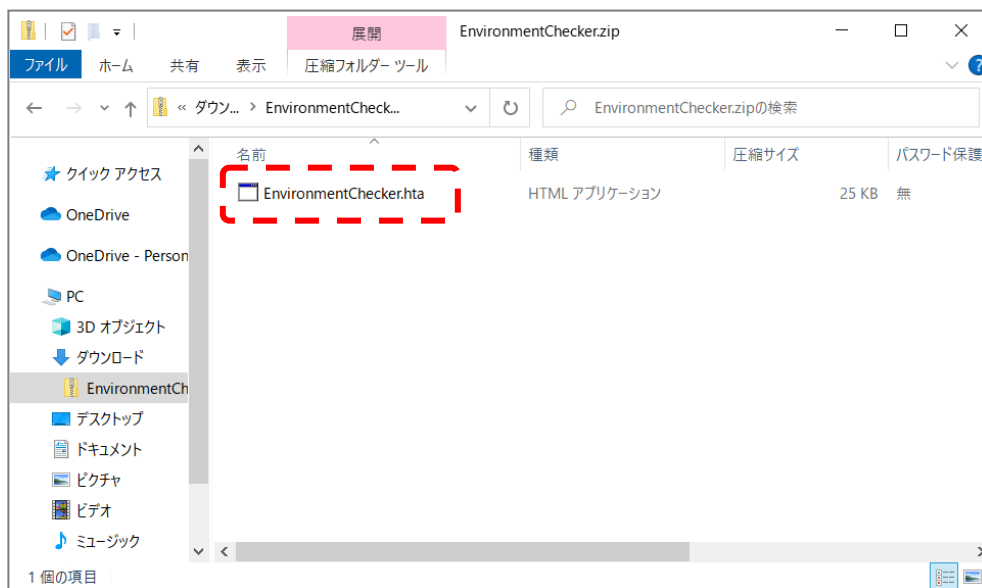 展開
EnvironmentChecker.zip
ファイル
ホーム
共有
表示
圧縮フォルダー ツール
« ダウン... > EnvironmentCheck...
EnvironmentChecker.zipの検索
名前
種類
圧縮サイズ
パスワード保護
クイック アクセス
EnvironmentChecker.hta
HTML アプリケーション
25 KB
無
OneDrive
OneDrive - Person
PC
3D オブジェクト
ダウンロード
EnvironmentCh
デスクトップ
ドキュメント
ピクチャ
ビデオ
ミュージック
1 個の項目